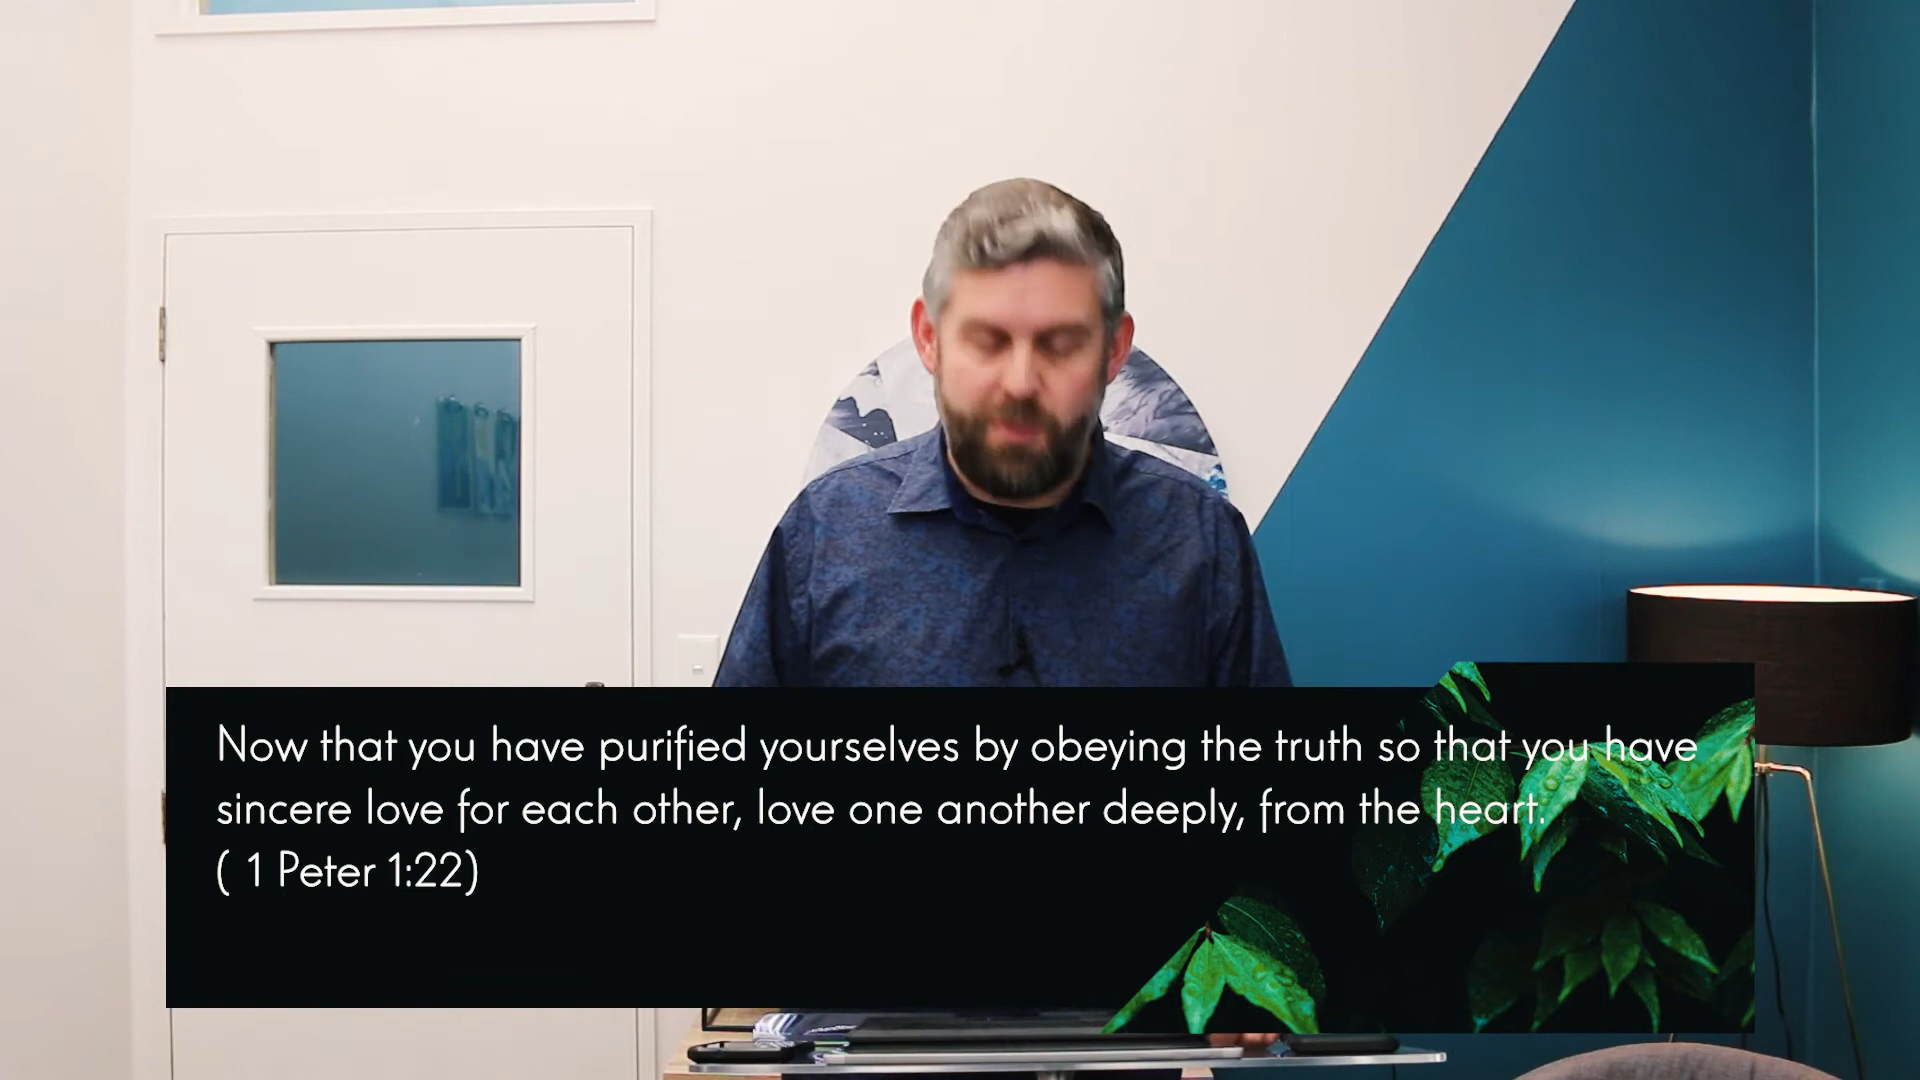 Now that you have purified yourselves by obeying the truth so that you have
sincere love for each other, love one another deeply, from the heart.
( 1 Peter 1:22)